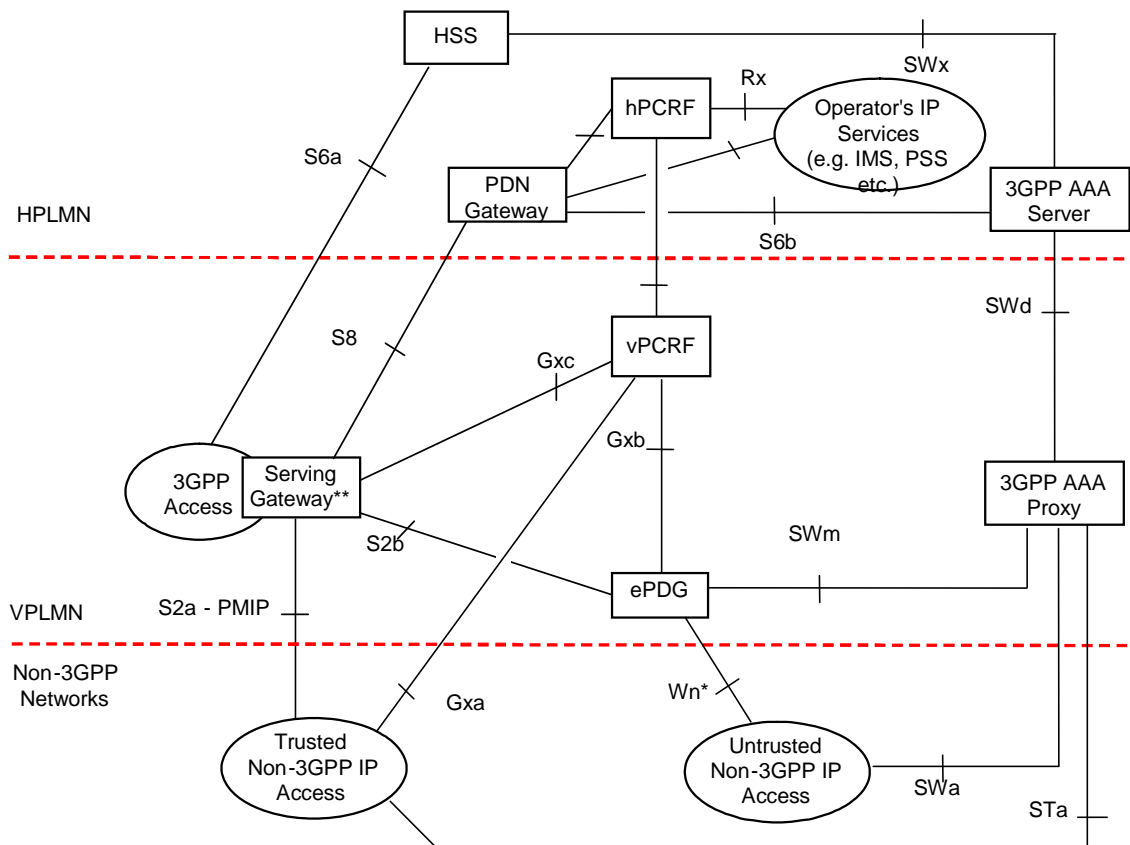 HSS
SWx
Rx
hPCRF
Operator's IP
Services
(e.g. IMS, PSS
etc.)
S6a
PDN
Gateway
3GPP AAA
Server
HPLMN
S6b
SWd
S8
vPCRF
Gxc
Gxb
3GPP
Access
Serving
Gateway**
3GPP AAA
Proxy
S2b
SWm
ePDG
S2a - PMIP
VPLMN
Non-3GPP
Networks
Gxa
Wn*
Trusted
Non-3GPP IP
Access
Untrusted
Non-3GPP IP
Access
SWa
STa